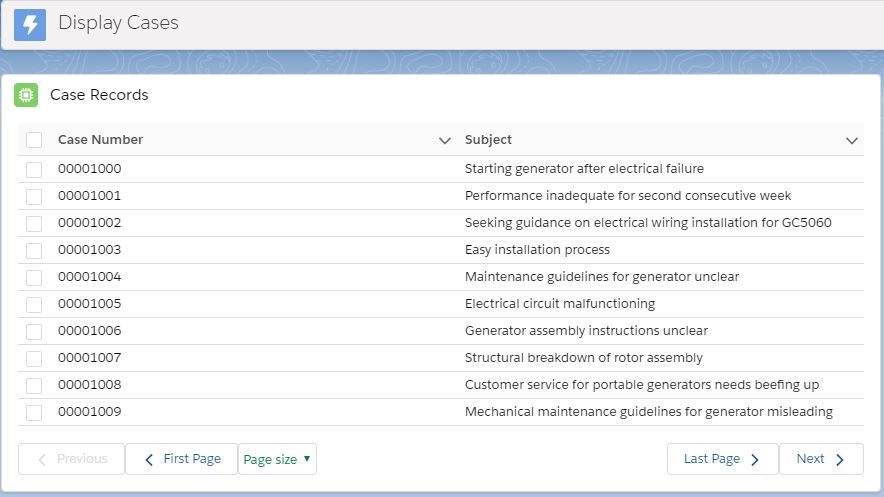 Display Cases
Case Records
Case Number Subject
00001000 Starting generator after electrical failure
00001001 Performance inadequate for second consecutive week
00001002 Seeking guidance on electrical wiring installation for GC5060
00001003 Easy installation process
00001004 Maintenance guidelines for generator unclear
00001005 Electrical circuit malfunctioning
00001006 Generator assembly instructions unclear
00001007 Structural breakdown of rotor assembly
00001008 Customer service for portable generators needs beefing up
00001009 Mechanical maintenance guidelines for generator misleading
Previous First Page Page size Last Page Next